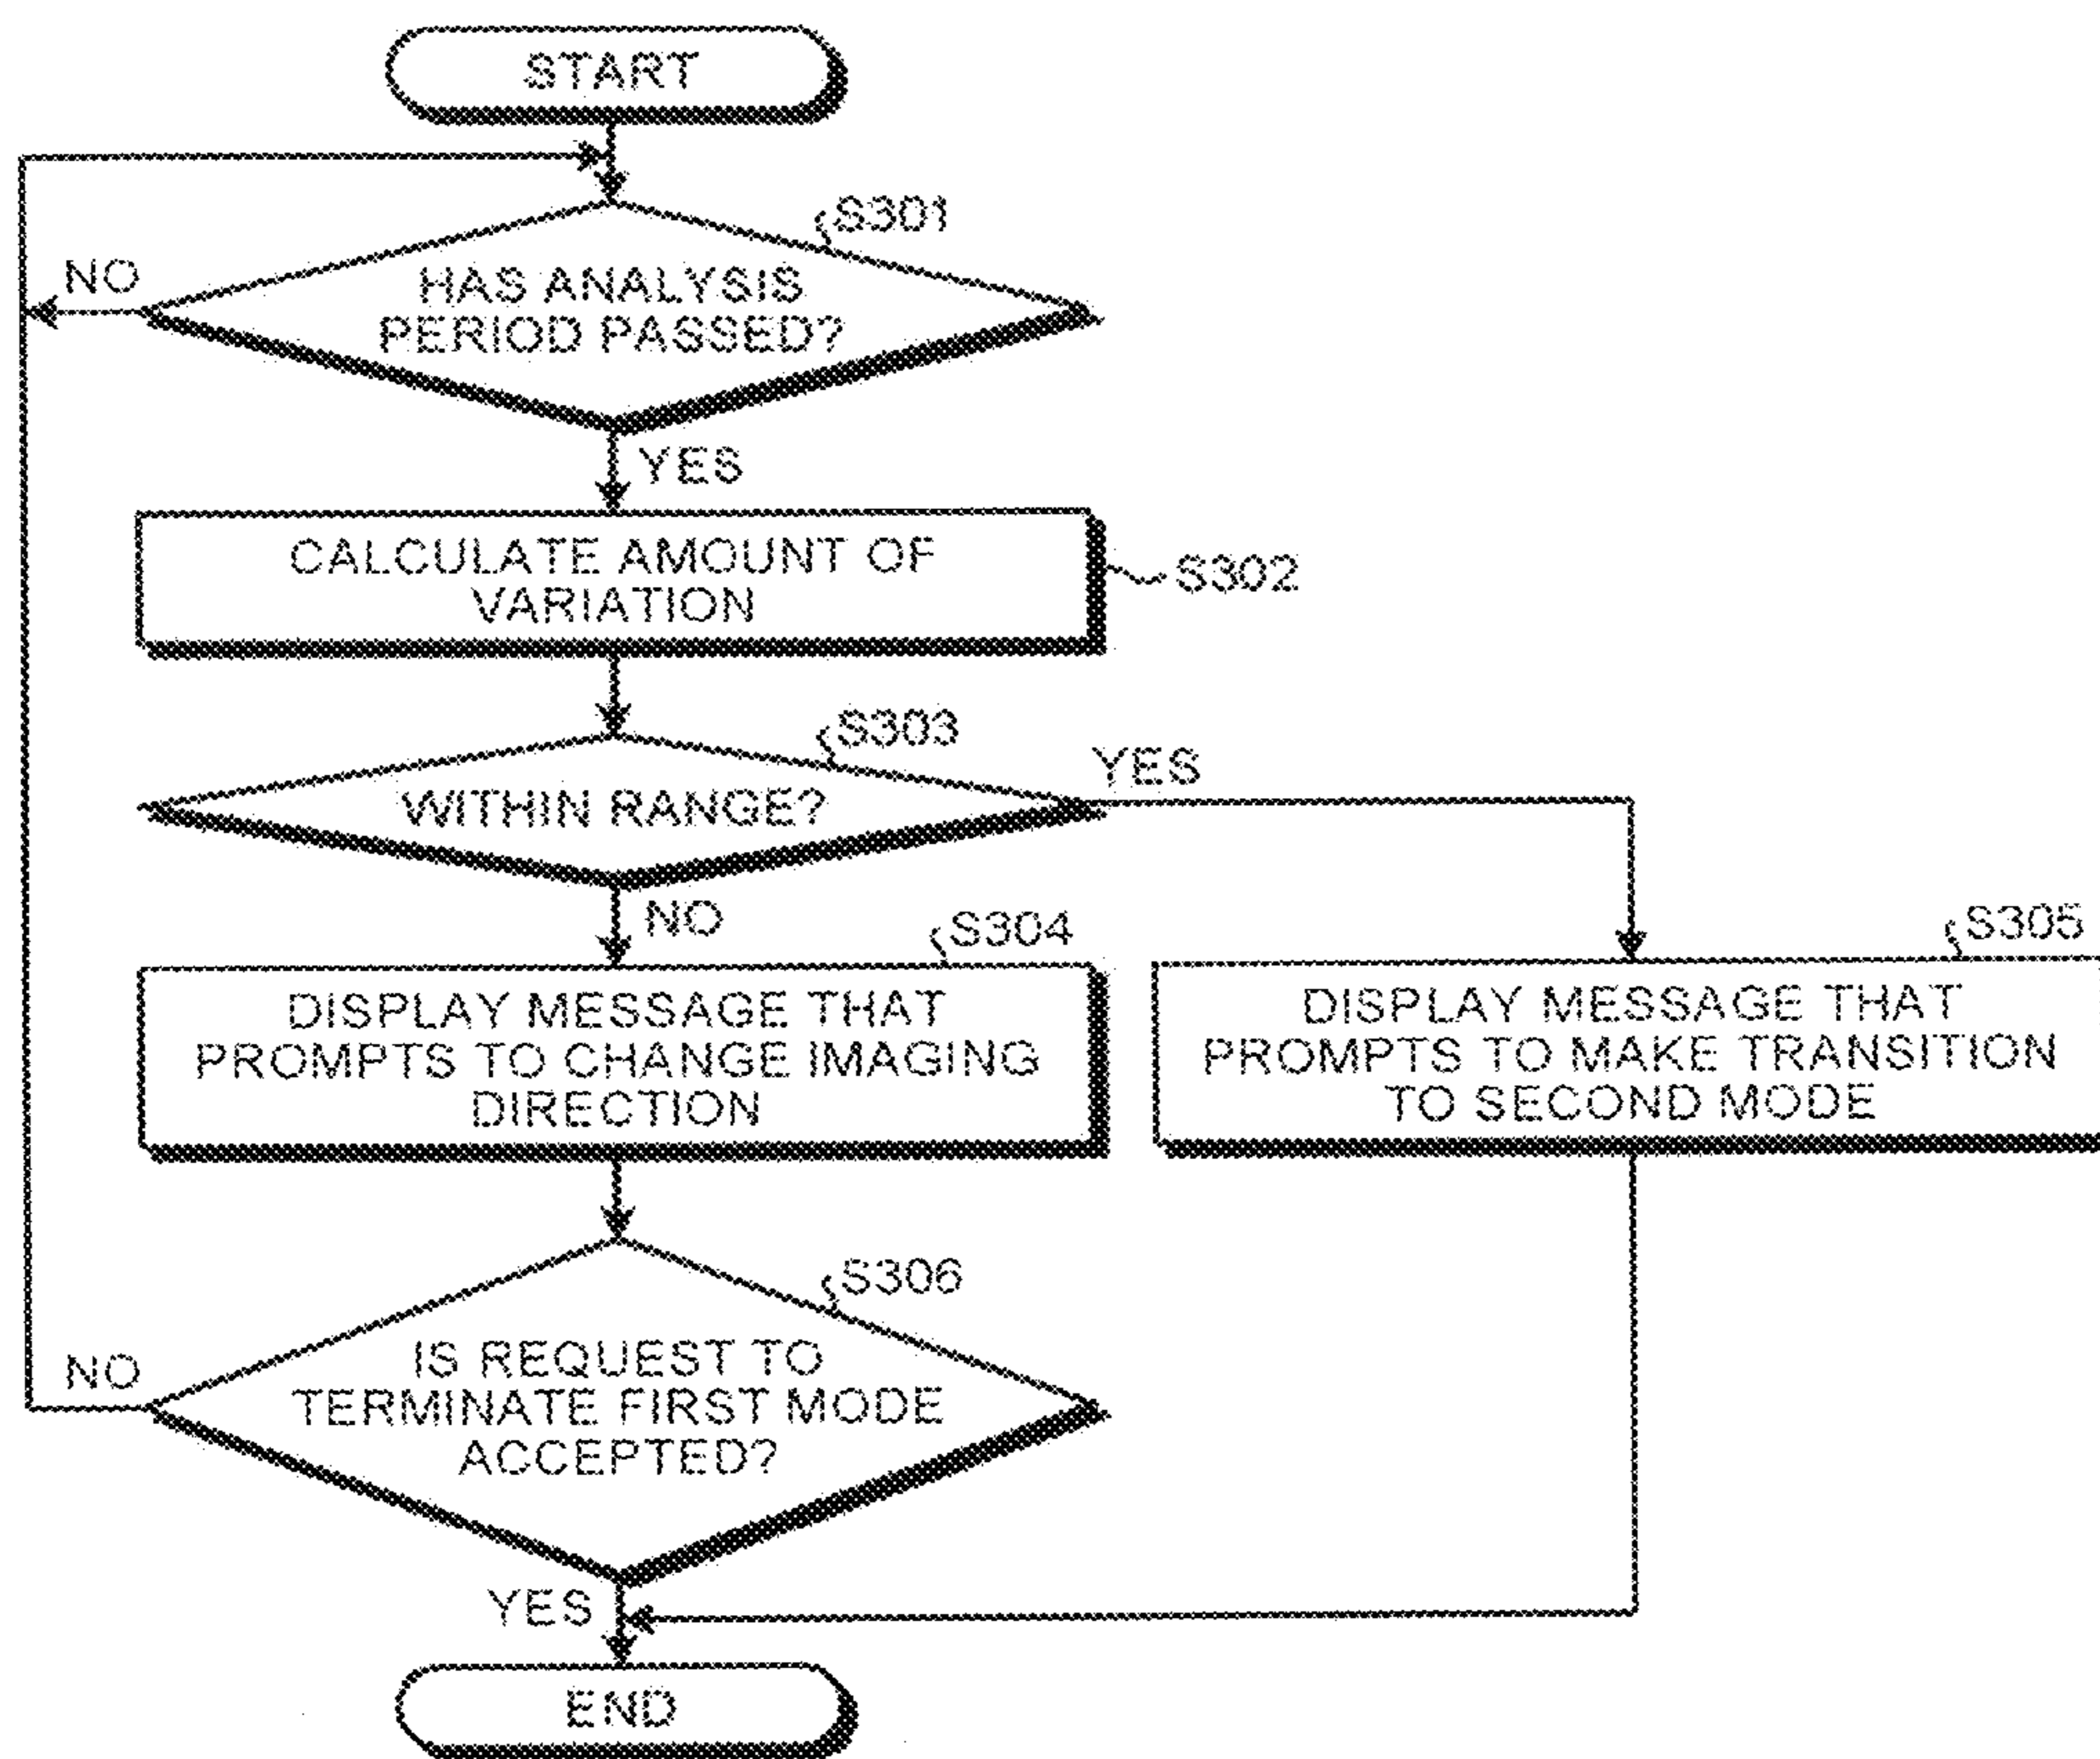 START
S301
NO
HAS ANALYSIS
PERIOD PASSED?
YES
CALCULATE AMOUNT OF
VARIATION
S302
S303
YES
WITHIN RANGE?
NO
S304
DISPLAY MESSAGE THAT
PROMPTS TO CHANGE IMAGING
DIRECTION
S305
DISPLAY MESSAGE THAT
PROMPTS TO MAKE TRANSITION
TO SECOND MODE
S306
NO
IS REQUEST TO
TERMINATE FIRST MODE
ACCEPTED?
YES
END